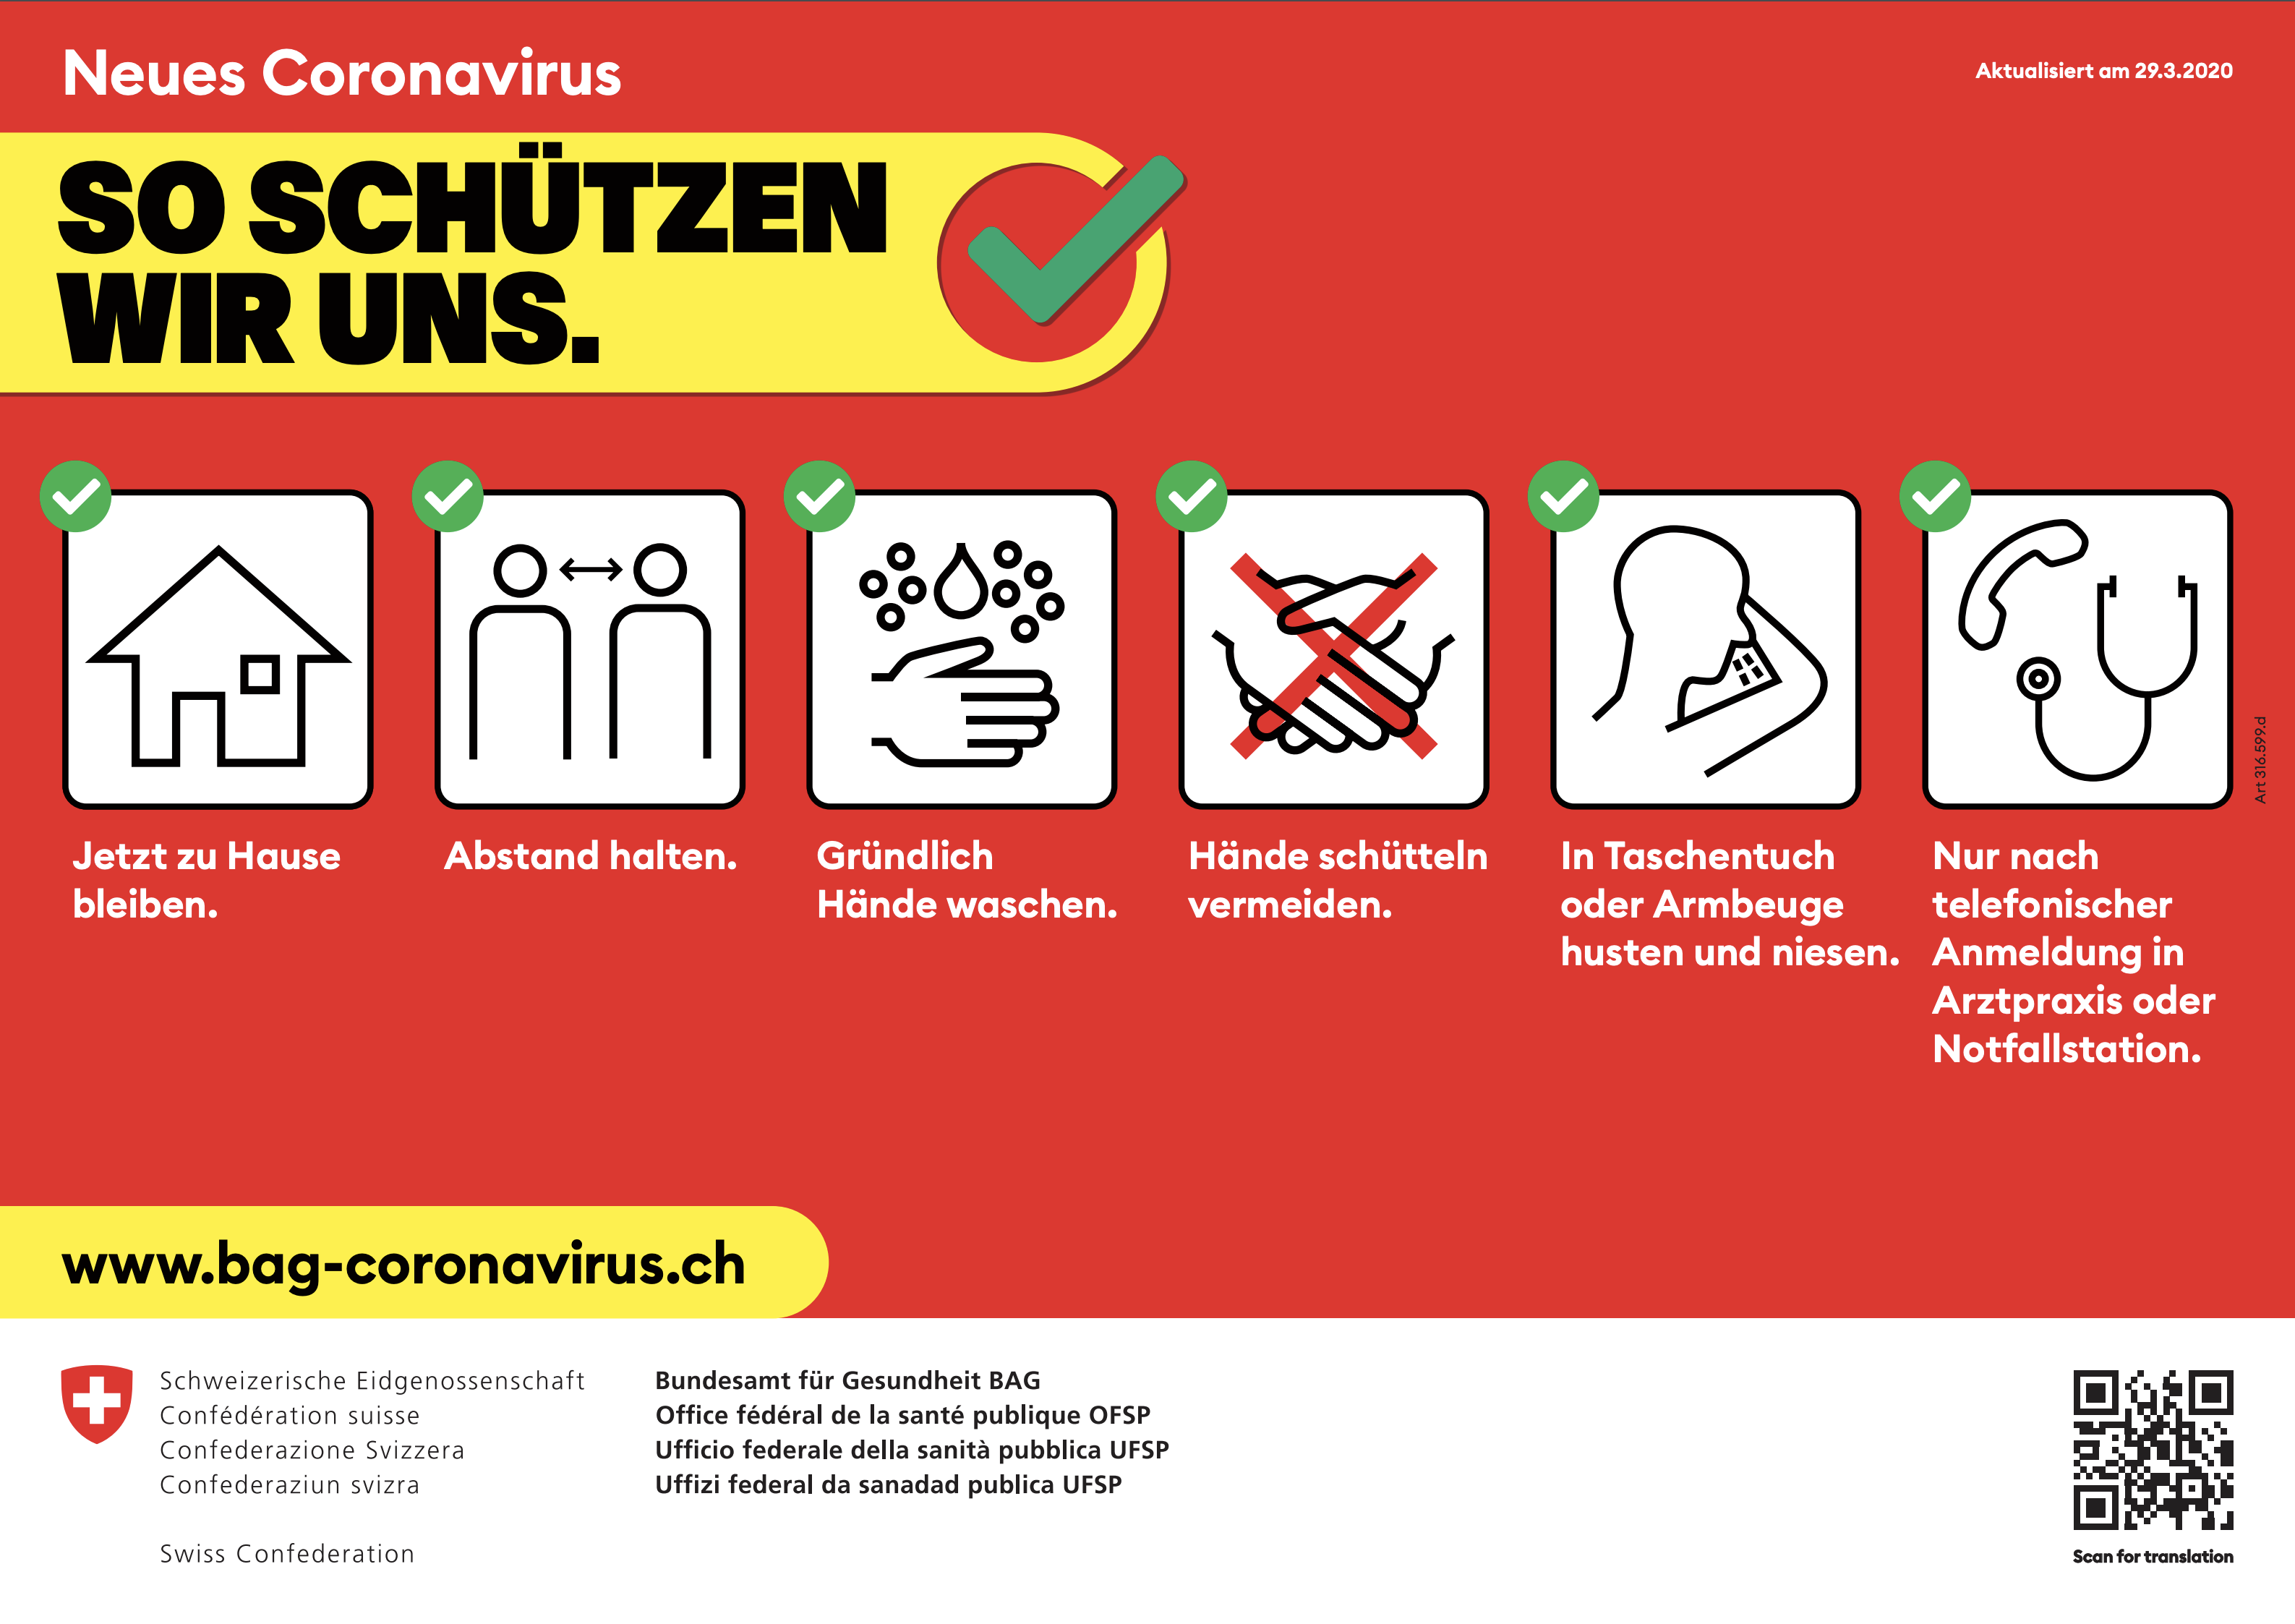 Neues Coronavirus
Aktualisiert am 29.3.2020
SO SCHÜTZEN
WIR UNS.
Jetzt zu Hause
bleiben.
Abstand halten.
Gründlich
Hände waschen.
Hände schütteln
vermeiden.
In Taschentuch
oder Armbeuge
husten und niesen.
Nur nach
telefonischer
Anmeldung in
Arztpraxis oder
Notfallstation.
Art 316.599.d
www.bag-coronavirus.ch
Schweizerische Eidgenossenschaft
Confédération suisse
Confederazione Svizzera
Confederaziun svizra
Swiss Confederation
Bundesamt für Gesundheit BAG
Office fédéral de la santé publique OFSP
Ufficio federale della sanità pubblica UFSP
Uffizi federal da sanadad publica UFSP
Scan for translation